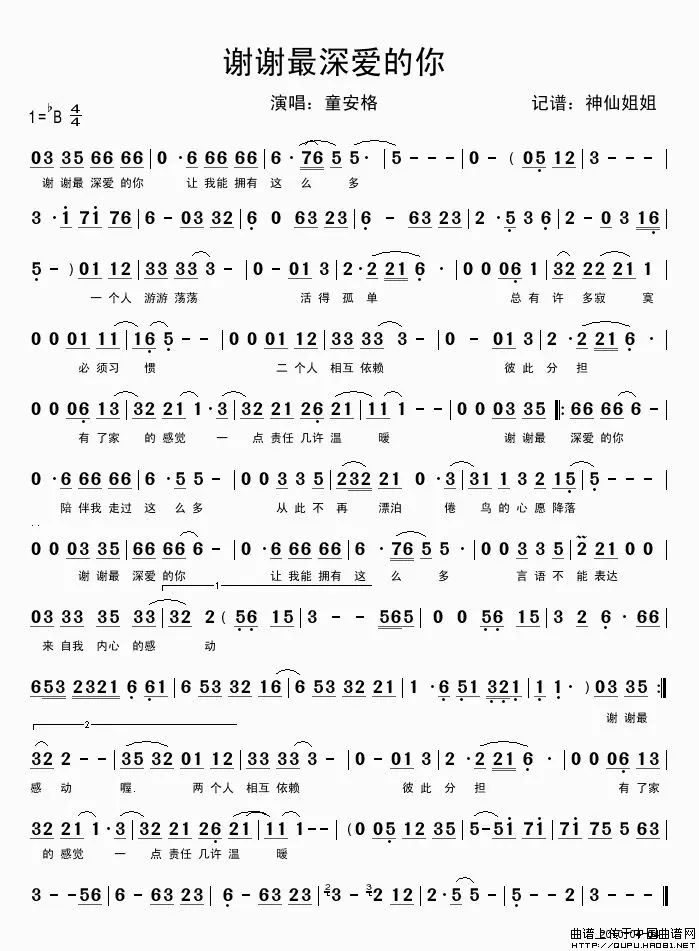 谢谢最深爱的你
1=♭B 4/4 演唱：童安格 记谱：神仙姐姐
03 35 66 66 | 0 · 6 66 66 | 6 · 76 5 5 · | 5 - - - | 0 - ( 05 12 | 3 - - - |
谢 谢最 深爱 的你 让 我能 拥有 这 么 多
3 · 1 71 76 | 6 - 03 32 | 6 0 63 23 | 6 - 63 23 | 2 · 5 3 6 | 2 - 0 3 16 |
5 - ) 01 12 | 33 33 3 - | 0 - 01 3 | 2 · 2 21 6 · | 0 0 06 1 | 32 22 21 1 |
一个人 游游 荡荡 活 得 孤 单 总 有 许 多寂 寞
0 0 01 11 | 16 5 - - | 0 0 01 12 | 33 33 3 - | 0 - 01 3 | 2 · 2 21 6 · |
必 须习 惯 二 个人 相互 依赖 彼 此 分 担
0 0 06 13 | 32 21 1 · 3 | 32 21 26 21 | 11 1 - - | 0 0 03 35 |: 66 66 6 - |
有 了家 的 感觉 一 点 责任 几许 温 暖 谢 谢最 深爱 的你
0 · 6 66 66 | 6 · 5 5 - | 0 0 3 3 5 | 232 21 0 · 3 | 31 1 3 2 15 | 5 - - - |
陪 伴我 走过 这 么 多 从 此 不 再 漂泊 倦 鸟 的 心 愿 降落
0 0 03 35 | 66 66 6 - | 0 · 6 66 66 | 6 · 76 5 5 | 0 0 3 3 5 | 2 21 0 0 |
谢 谢最 深爱 的你 让 我能 拥有 这 么 多 言 语 不 能 表达
1
03 33 35 33 | 32 2 ( 56 15 | 3 - - 565 | 0 0 56 15 | 3 2 6 · 66 |
来 自我 内心 的感 动
653 2321 6 61 | 6 53 32 16 | 6 53 32 21 | 1 · 6 51 321 | 1 1 · ) 03 35 :|
谢 谢最
2
32 2 - - | 35 32 01 12 | 33 33 3 - | 0 - 01 3 | 2 · 2 21 6 · | 0 0 06 13 |
感 动 喔. 两 个人 相互 依赖 彼 此 分 担 有 了家
32 21 1 · 3 | 32 21 26 21 | 11 1 - - | (0 05 12 35 | 5 - 51 71 | 71 75 5 63 |
的 感觉 一 点 责任 几许 温 暖
3 - - 56 | 6 - 63 23 | 6 - 63 23 | 3 - 2 12 | 2 · 5 5 - | 5 - - - ) ‖
http://QUPU.HAO81.NET